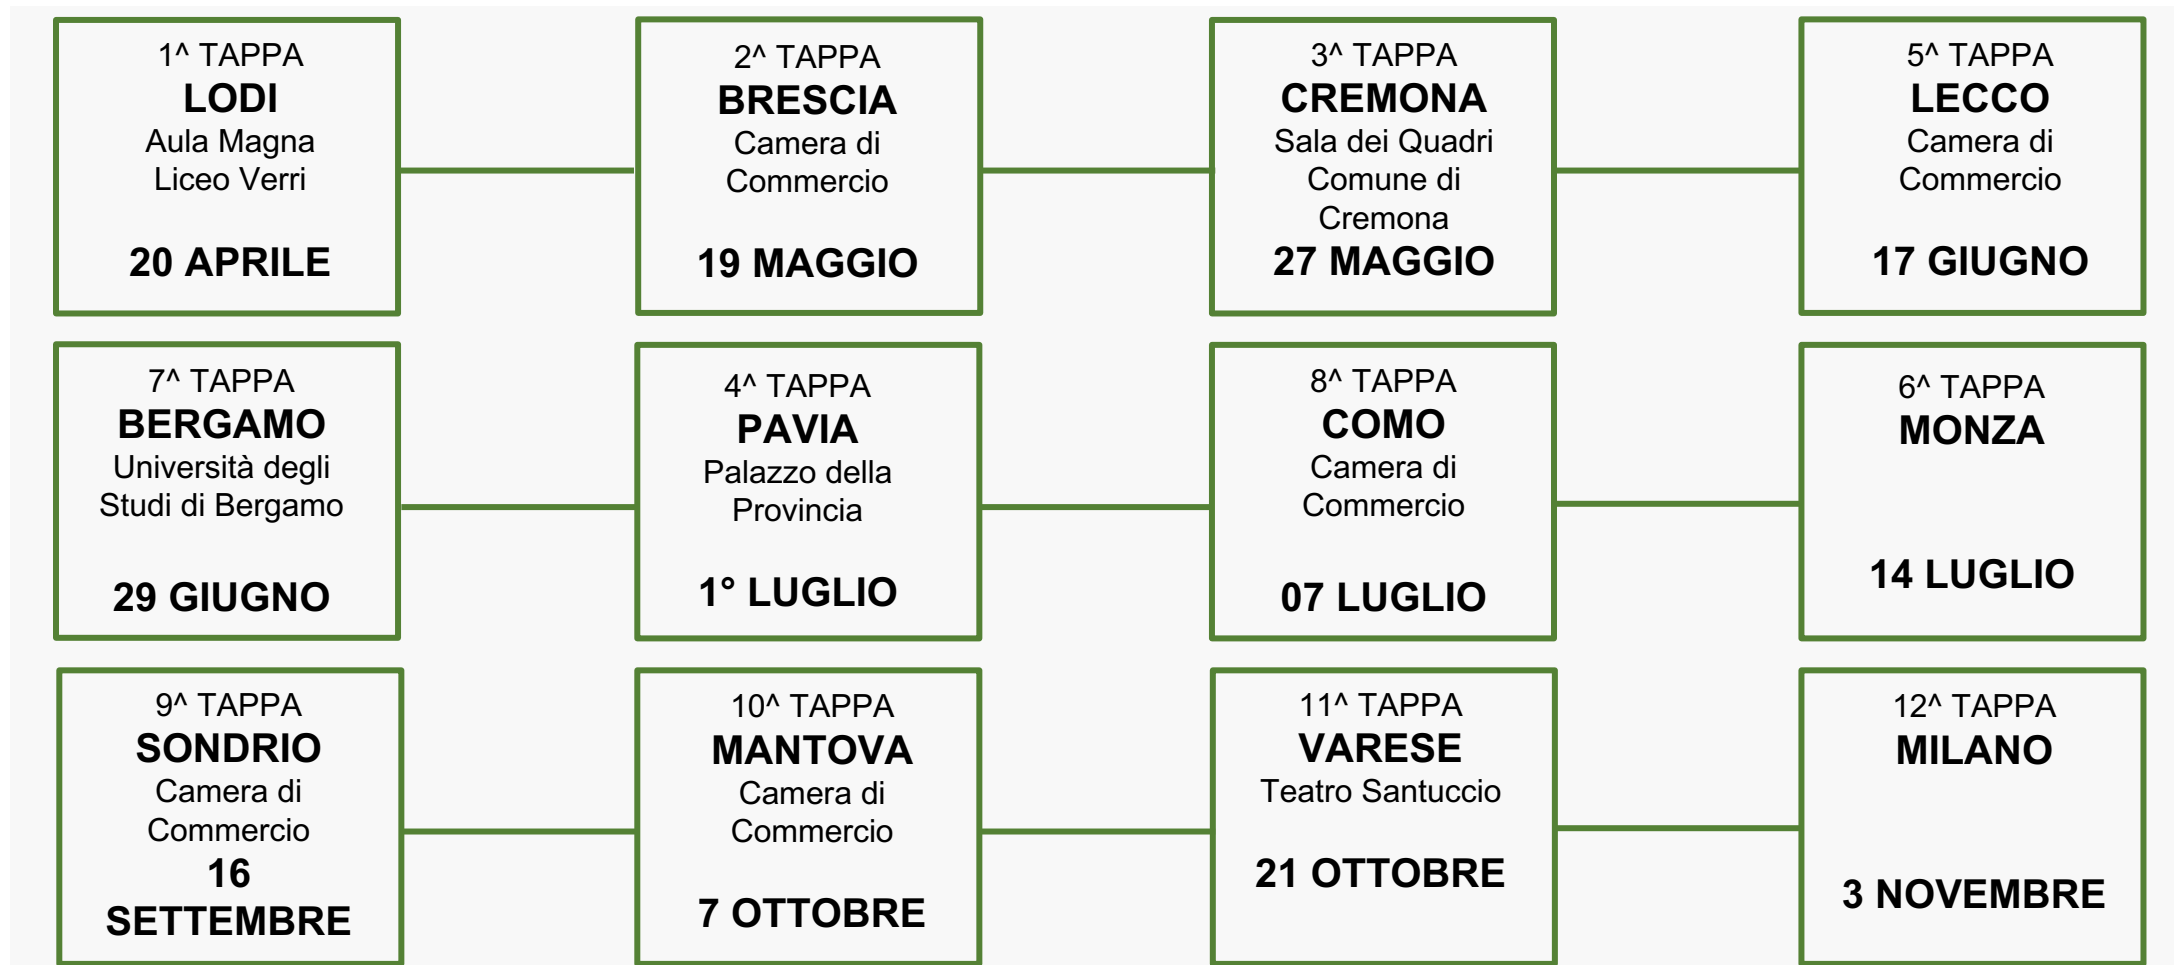 1^ TAPPA
LODI
Aula Magna
Liceo Verri
20 APRILE
2^ TAPPA
BRESCIA
Camera di
Commercio
19 MAGGIO
3^ TAPPA
CREMONA
Sala dei Quadri
Comune di
Cremona
27 MAGGIO
5^ TAPPA
LECCO
Camera di
Commercio
17 GIUGNO
7^ TAPPA
BERGAMO
Università degli
Studi di Bergamo
29 GIUGNO
4^ TAPPA
PAVIA
Palazzo della
Provincia
1° LUGLIO
8^ TAPPA
COMO
Camera di
Commercio
07 LUGLIO
6^ TAPPA
MONZA
14 LUGLIO
9^ TAPPA
SONDRIO
Camera di
Commercio
16
SETTEMBRE
10^ TAPPA
MANTOVA
Camera di
Commercio
7 OTTOBRE
11^ TAPPA
VARESE
Teatro Santuccio
21 OTTOBRE
12^ TAPPA
MILANO
3 NOVEMBRE